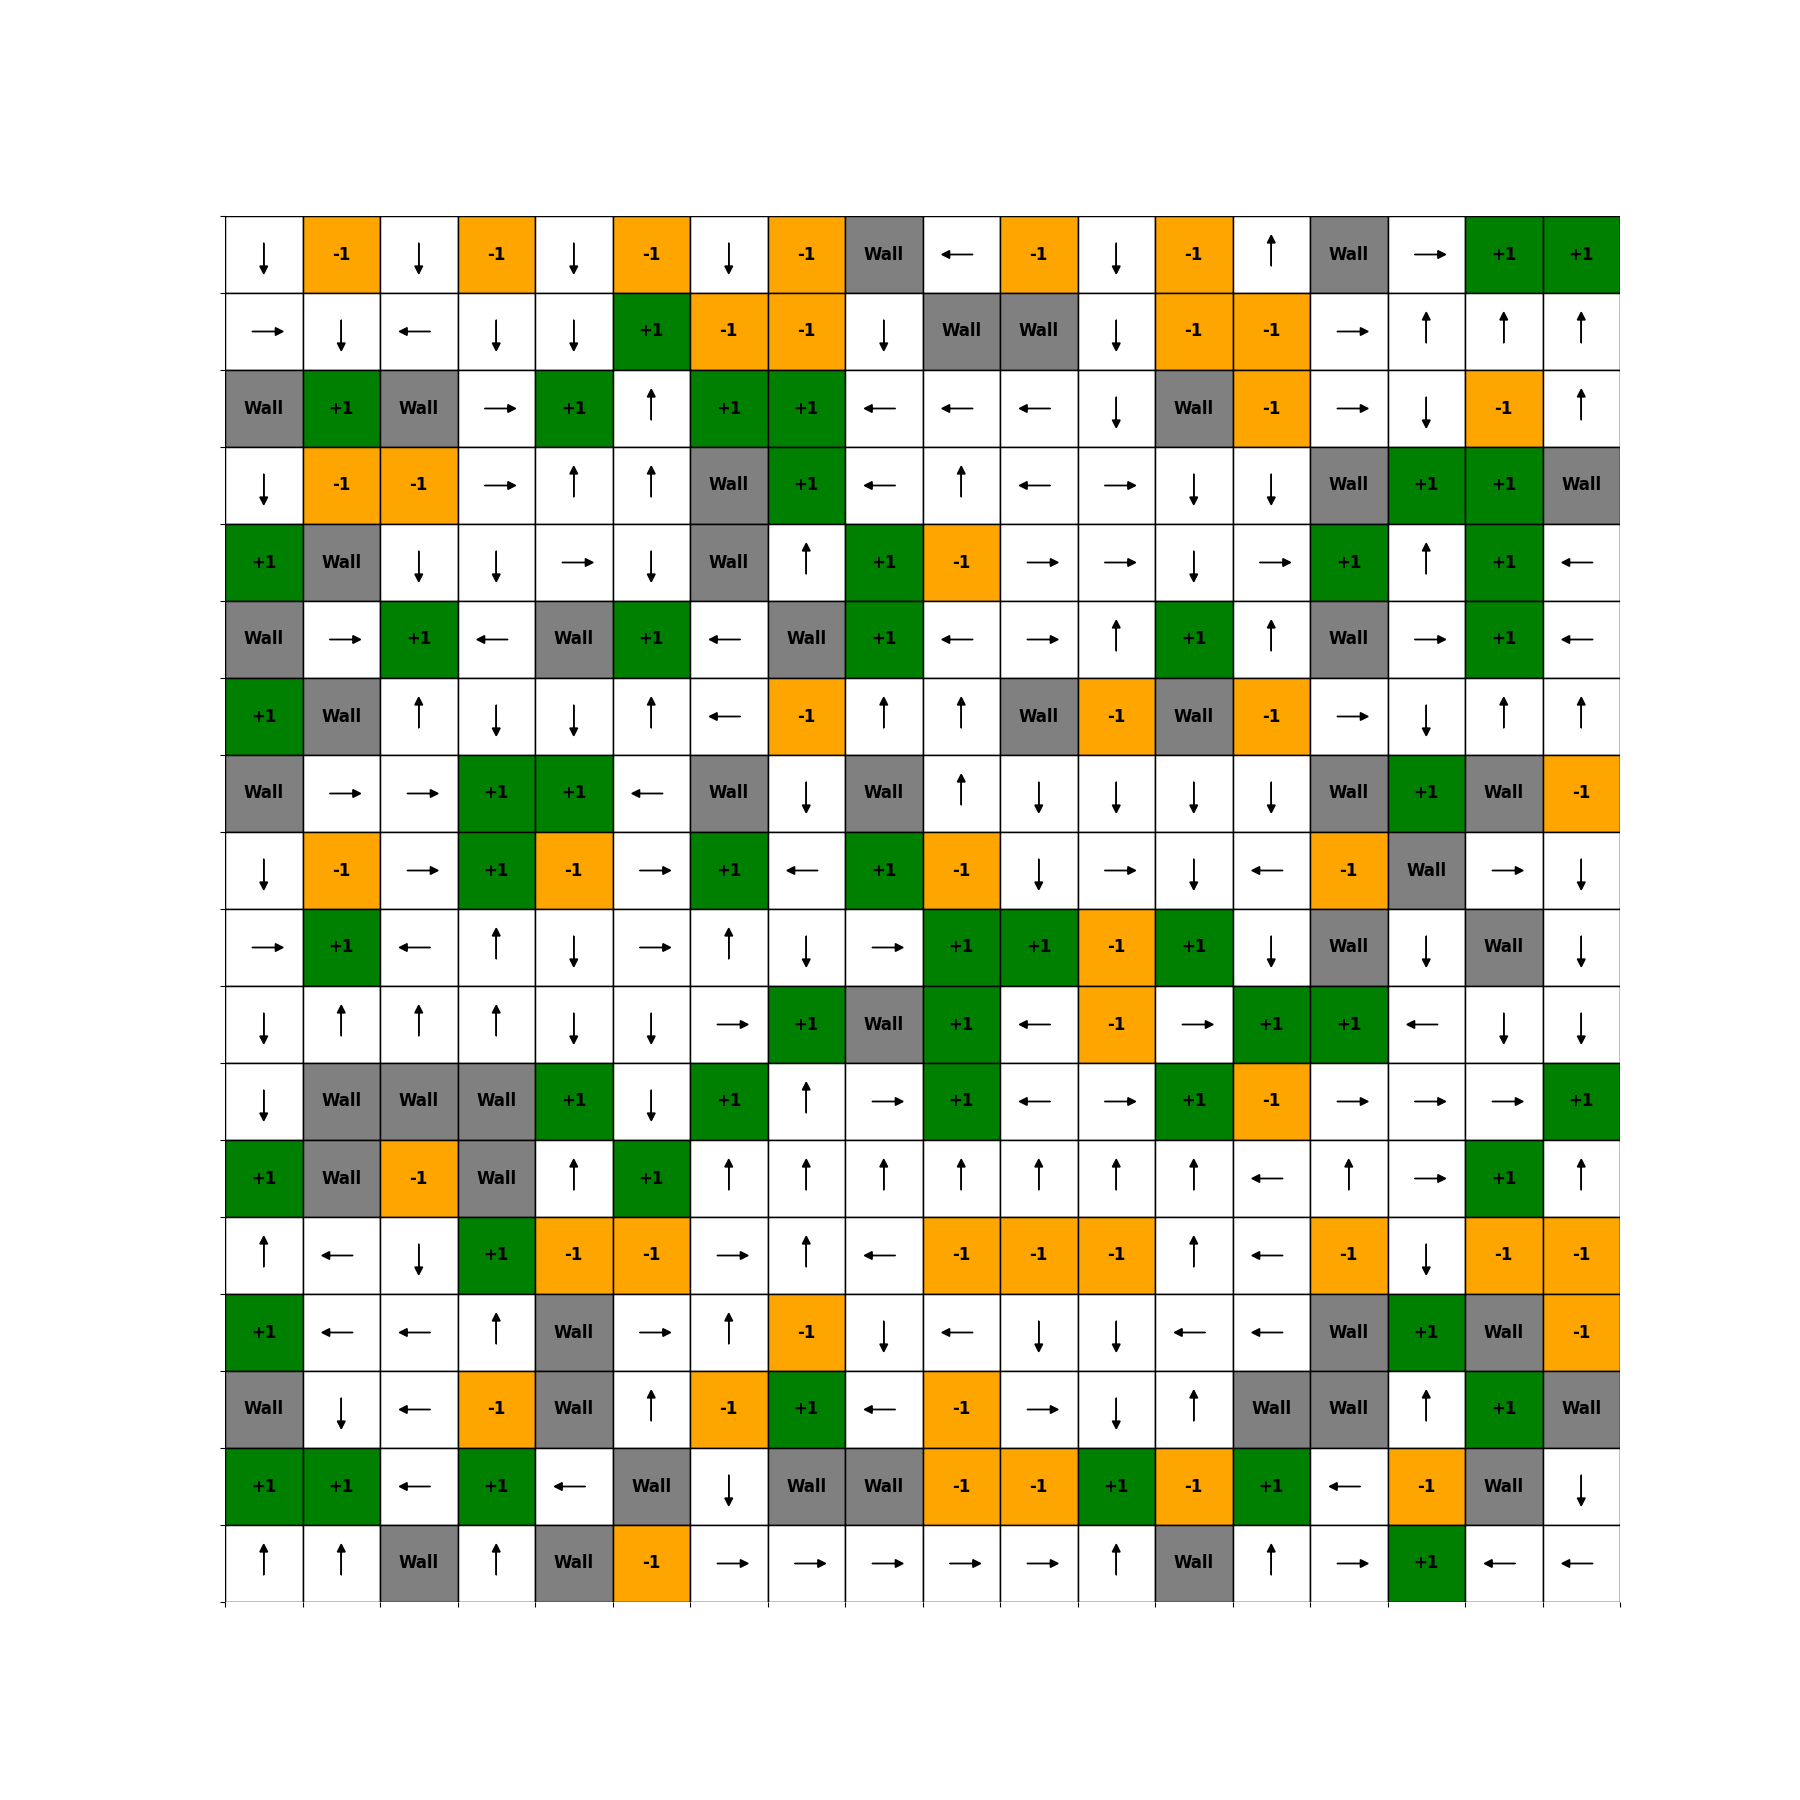 ↓ -1 ↓ -1 ↓ -1 ↓ -1 Wall ← -1 ↓ -1 ↑ Wall → +1 +1
→ ↓ ← ↓ ↓ +1 -1 -1 ↓ Wall Wall ↓ -1 -1 → ↑ ↑ ↑
Wall +1 Wall → +1 ↑ +1 +1 ← ← ← ↓ Wall -1 → ↓ -1 ↑
↓ -1 -1 → ↑ ↑ Wall +1 ← ↑ ← → ↓ ↓ Wall +1 +1 Wall
+1 Wall ↓ ↓ → ↓ Wall ↑ +1 -1 → → ↓ → +1 ↑ +1 ←
Wall → +1 ← Wall +1 ← Wall +1 ← → ↑ +1 ↑ Wall → +1 ←
+1 Wall ↑ ↓ ↓ ↑ ← -1 ↑ ↑ Wall -1 Wall -1 → ↓ ↑ ↑
Wall → → +1 +1 ← Wall ↓ Wall ↑ ↓ ↓ ↓ ↓ Wall +1 Wall -1
↓ -1 → +1 -1 → +1 ← +1 -1 ↓ → ↓ ← -1 Wall → ↓
→ +1 ← ↑ ↓ → ↑ ↓ → +1 +1 -1 +1 ↓ Wall ↓ Wall ↓
↓ ↑ ↑ ↑ ↓ ↓ → +1 Wall +1 ← -1 → +1 +1 ← ↓ ↓
↓ Wall Wall Wall +1 ↓ +1 ↑ → +1 ← → +1 -1 → → → +1
+1 Wall -1 Wall ↑ +1 ↑ ↑ ↑ ↑ ↑ ↑ ↑ ← ↑ → +1 ↑
↑ ← ↓ +1 -1 -1 → ↑ ← -1 -1 -1 ↑ ← -1 ↓ -1 -1
+1 ← ← ↑ Wall → ↑ -1 ↓ ← ↓ ↓ ← ← Wall +1 Wall -1
Wall ↓ ← -1 Wall ↑ -1 +1 ← -1 → ↓ ↑ Wall Wall ↑ +1 Wall
+1 +1 ← +1 ← Wall ↓ Wall Wall -1 -1 +1 -1 +1 ← -1 Wall ↓
↑ ↑ Wall ↑ Wall -1 → → → → → ↑ Wall ↑ → +1 ← ←